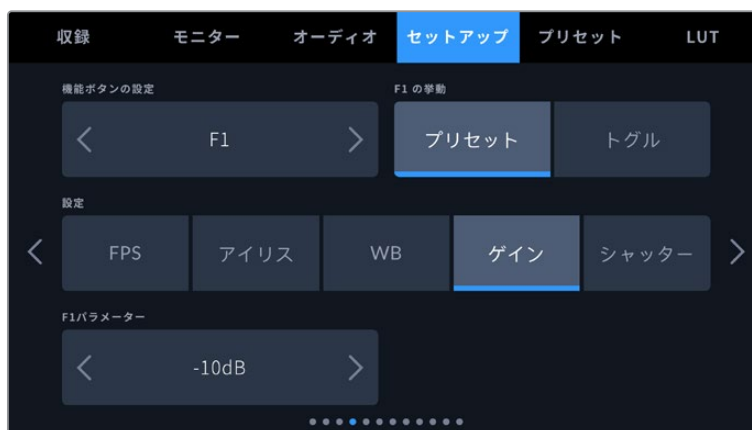 収録 モニター オーディオ セットアップ プリセット LUT
機能ボタンの設定 F1 の挙動
F1 プリセット トグル
設定
FPS アイリス WB ゲイン シャッター
F1パラメーター
-10dB